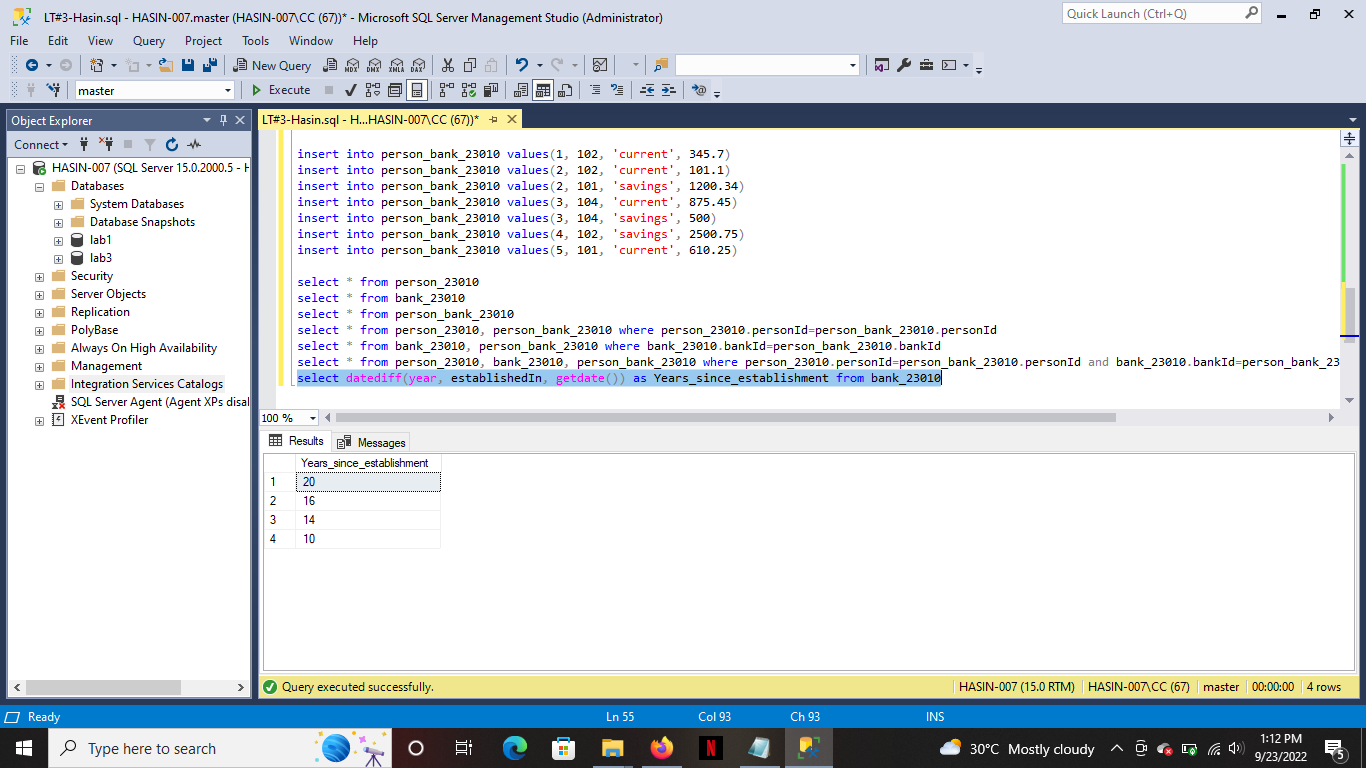 LT#3-Hasin.sql - HASIN-007.master (HASIN-007\CC (67))* - Microsoft SQL Server Management Studio (Administrator)
Quick Launch (Ctrl+Q)
File Edit View Query Project Tools Window Help
New Query
MDX DMX XMLA DAX
master
Execute
Object Explorer
LT#3-Hasin.sql - H...HASIN-007\CC (67))*
Connect
HASIN-007 (SQL Server 15.0.2000.5 - H
Databases
System Databases
Database Snapshots
lab1
lab3
Security
Server Objects
Replication
PolyBase
Always On High Availability
Management
Integration Services Catalogs
SQL Server Agent (Agent XPs disal
XEvent Profiler
insert into person_bank_23010 values(1, 102, 'current', 345.7)
insert into person_bank_23010 values(2, 102, 'current', 101.1)
insert into person_bank_23010 values(2, 101, 'savings', 1200.34)
insert into person_bank_23010 values(3, 104, 'current', 875.45)
insert into person_bank_23010 values(3, 104, 'savings', 500)
insert into person_bank_23010 values(4, 102, 'savings', 2500.75)
insert into person_bank_23010 values(5, 101, 'current', 610.25)
select * from person_23010
select * from bank_23010
select * from person_bank_23010
select * from person_23010, person_bank_23010 where person_23010.personId=person_bank_23010.personId
select * from bank_23010, person_bank_23010 where bank_23010.bankId=person_bank_23010.bankId
select * from person_23010, bank_23010, person_bank_23010 where person_23010.personId=person_bank_23010.personId and bank_23010.bankId=person_bank_23
select datediff(year, establishedIn, getdate()) as Years_since_establishment from bank_23010
100 %
Results Messages
Years_since_establishment
1 20
2 16
3 14
4 10
Query executed successfully.
HASIN-007 (15.0 RTM) HASIN-007\CC (67) master 00:00:00 4 rows
Ready
Ln 55 Col 93 Ch 93 INS
Type here to search
N
30°C Mostly cloudy
1:12 PM
9/23/2022
5